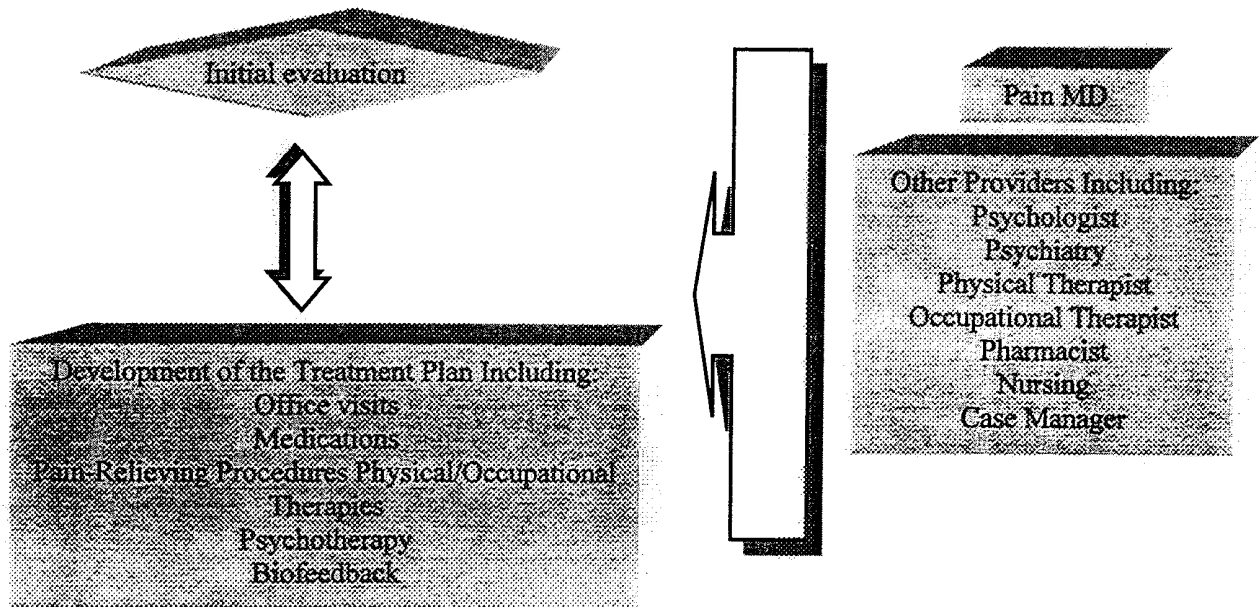 Initial evaluation
Development of the Treatment Plan Including:
Office visits
Medications
Pain-Relieving Procedures Physical/Occupational
Therapies
Psychotherapy
Biofeedback
Pain MD
Other Providers Including:
Psychologist
Psychiatry
Physical Therapist
Occupational Therapist
Pharmacist
Nursing
Case Manager